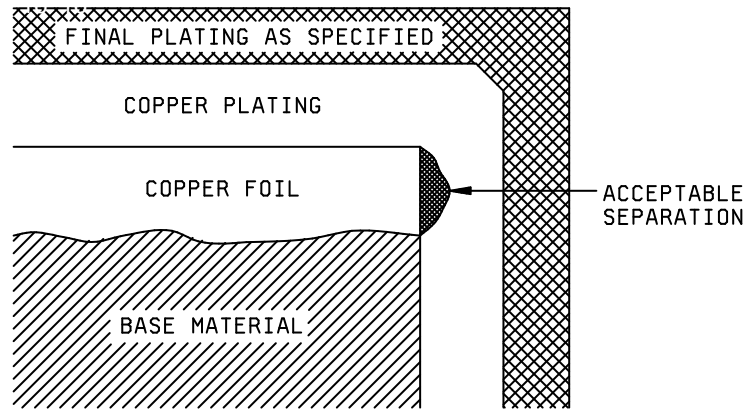 FINAL PLATING AS SPECIFIED
COPPER PLATING
COPPER FOIL
ACCEPTABLE
SEPARATION
BASE MATERIAL